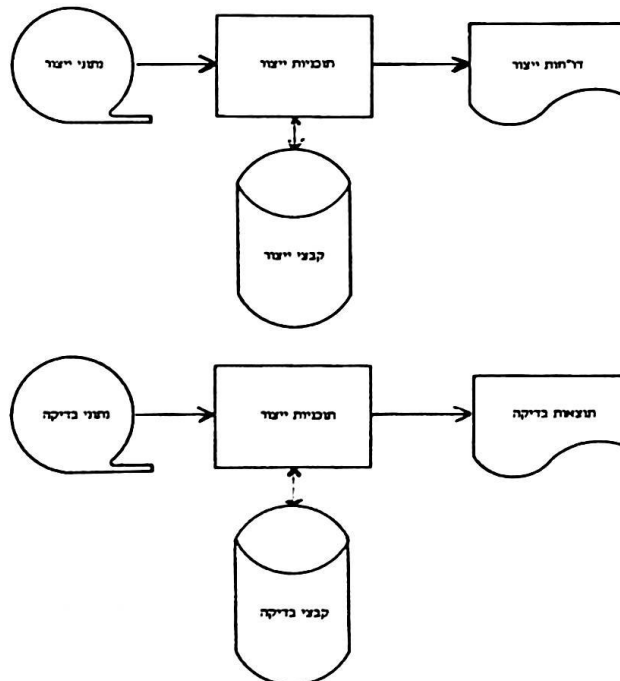 נתוני ייצור
תוכניות ייצור
דו״חות ייצור
קבצי ייצור
נתוני בדיקה
תוכניות ייצור
תוצאות בדיקה
קבצי בדיקה